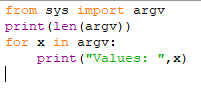 from sys import argv
print(len(argv))
for x in argv:
    print("Values: ",x)